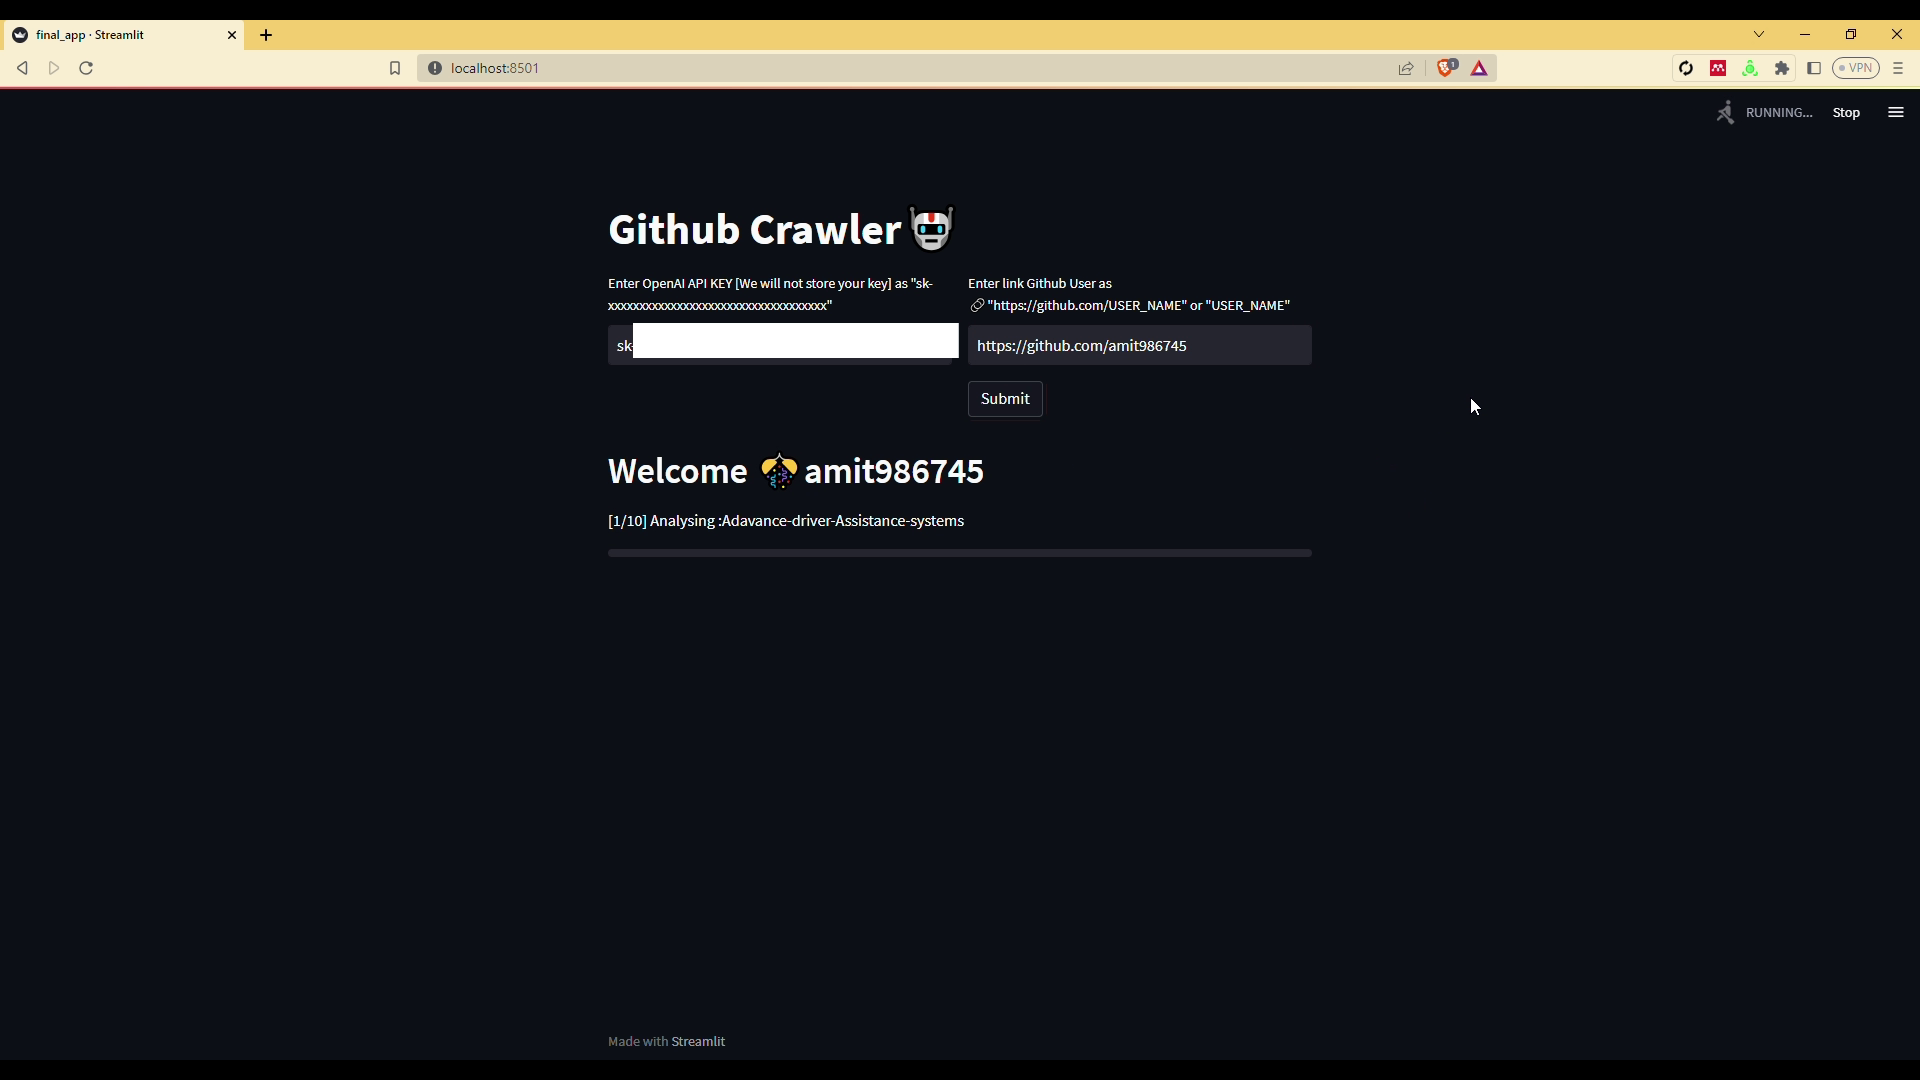 final_app · Streamlit
localhost:8501
1
VPN
RUNNING...
Stop
Github Crawler
Enter OpenAI API KEY [We will not store your key] as "sk-
xxxxxxxxxxxxxxxxxxxxxxxxxxxxxxxxxxxx"
Enter link Github User as
"https://github.com/USER_NAME" or "USER_NAME"
sk-
https://github.com/amit986745
Submit
Welcome amit986745
[1/10] Analysing :Adavance-driver-Assistance-systems
Made with Streamlit